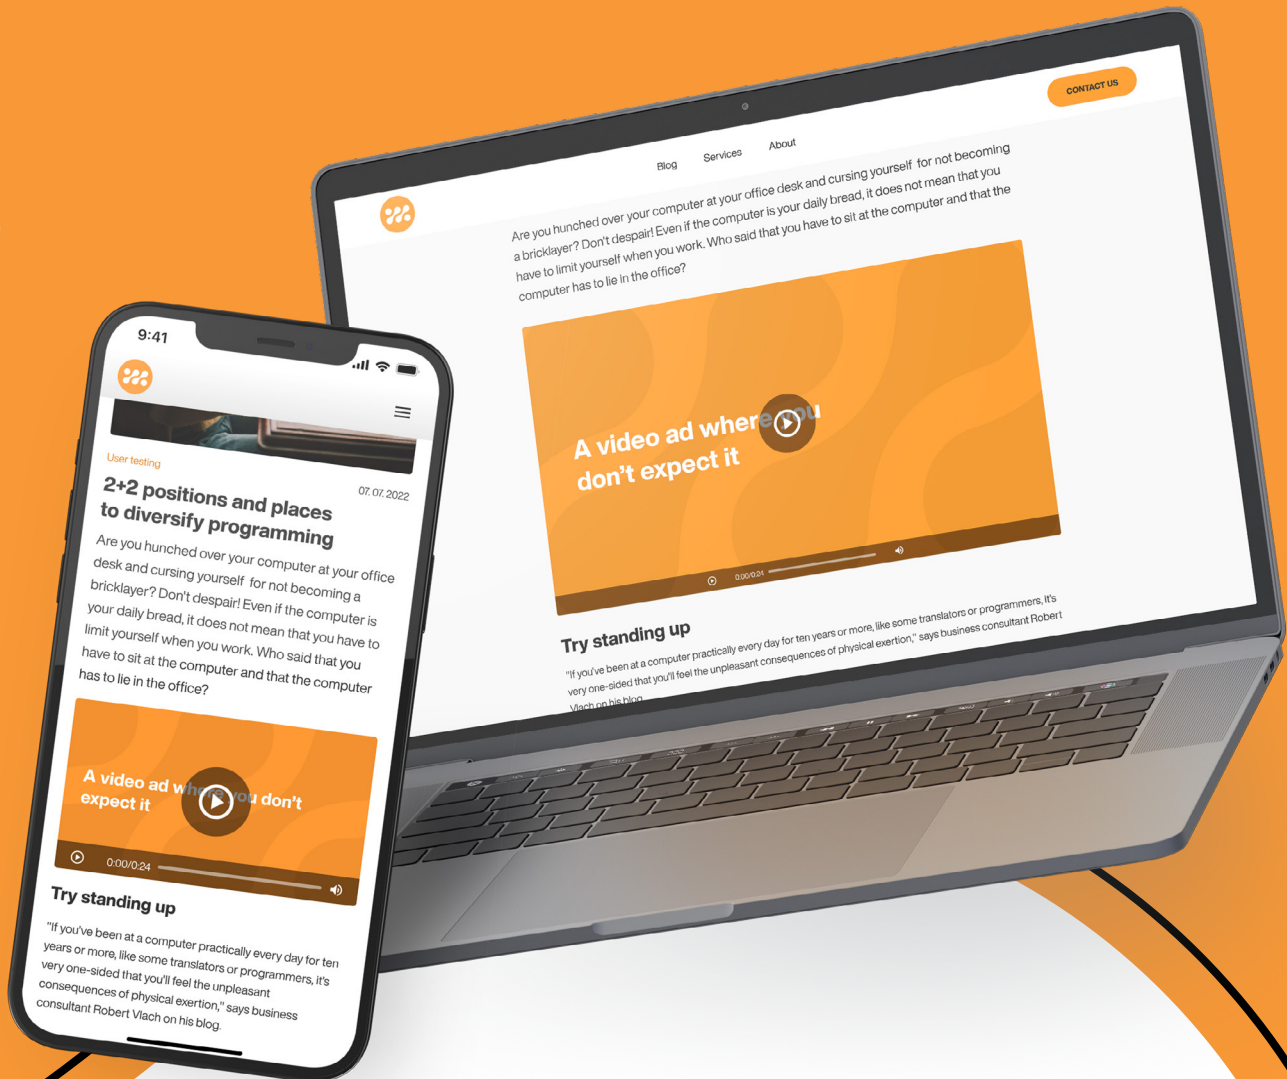 9:41
User testing
07. 07. 2022
2+2 positions and places
to diversify programming
Are you hunched over your computer at your office
desk and cursing yourself for not becoming a
bricklayer? Don't despair! Even if the computer is
your daily bread, it does not mean that you have to
limit yourself when you work. Who said that you
have to sit at the computer and that the computer
has to lie in the office?
A video ad where you don't
expect it
0:00/0:24
Try standing up
"If you've been at a computer practically every day for ten
years or more, like some translators or programmers, it's
very one-sided that you'll feel the unpleasant
consequences of physical exertion," says business
consultant Robert Vlach on his blog.
Blog Services About
CONTACT US
Are you hunched over your computer at your office desk and cursing yourself for not becoming
a bricklayer? Don't despair! Even if the computer is your daily bread, it does not mean that you
have to limit yourself when you work. Who said that you have to sit at the computer and that the
computer has to lie in the office?
A video ad where you
don't expect it
0:00/0:24
Try standing up
"If you've been at a computer practically every day for ten years or more, like some translators or programmers, it's
very one-sided that you'll feel the unpleasant consequences of physical exertion," says business consultant Robert
Vlach on his blog.